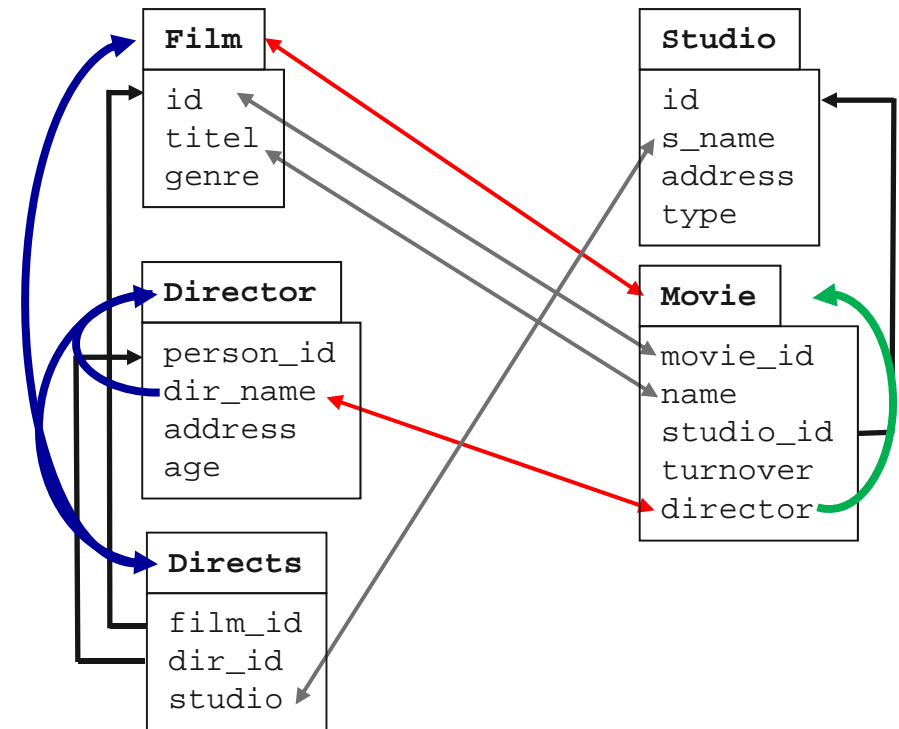 Film
id
titel
genre
Director
person_id
dir_name
address
age
Directs
film_id
dir_id
studio
Studio
id
s_name
address
type
Movie
movie_id
name
studio_id
turnover
director